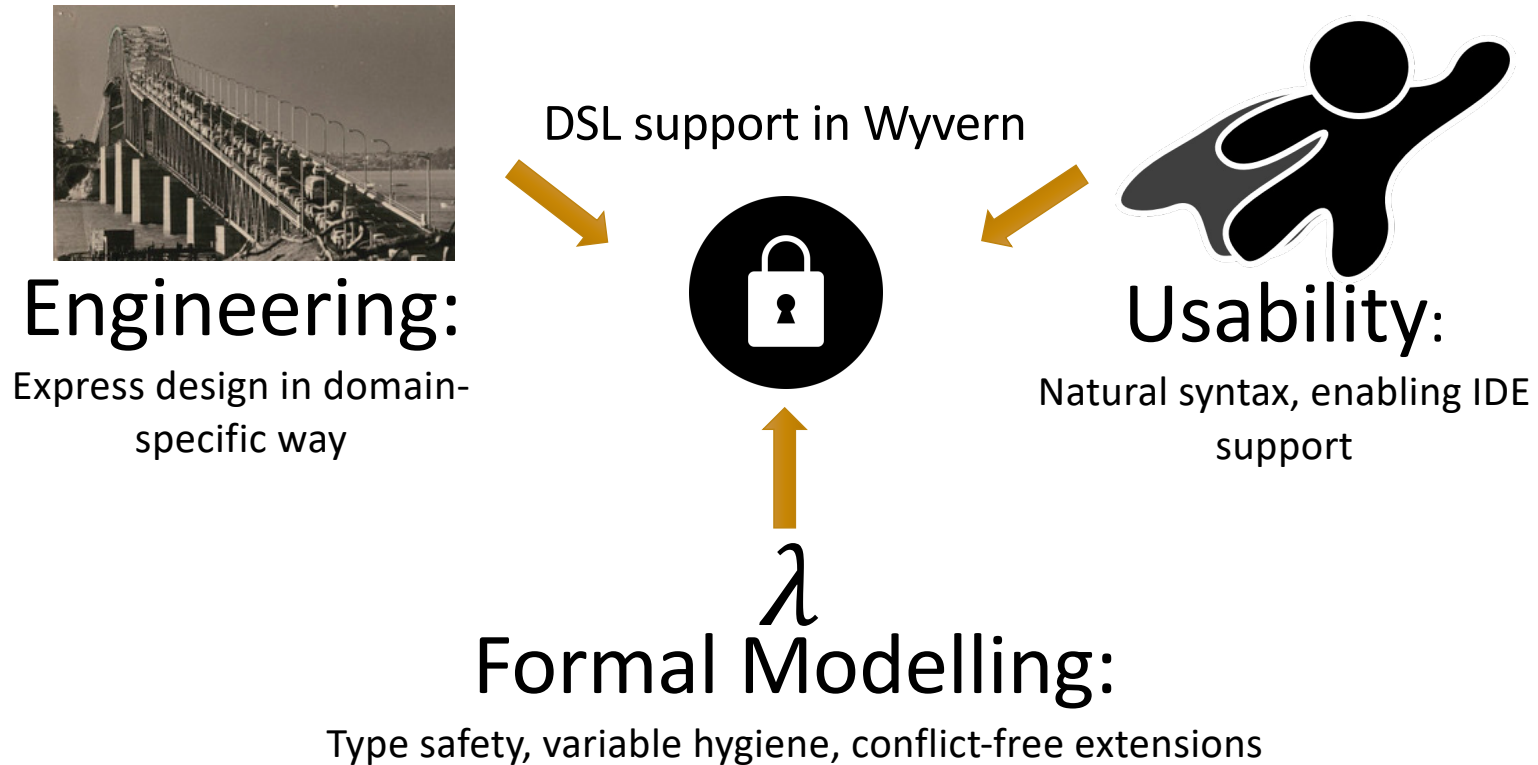 DSL support in Wyvern
Engineering:
Express design in domain-
specific way
Usability:
Natural syntax, enabling IDE
support
λ
Formal Modelling:
Type safety, variable hygiene, conflict-free extensions